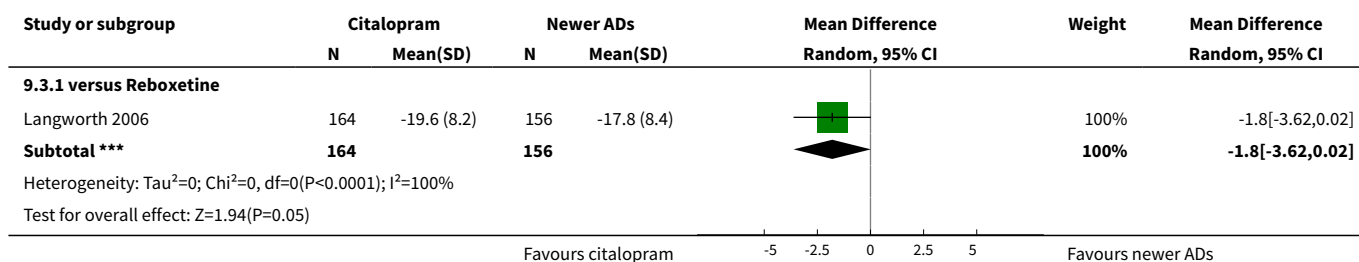 Study or subgroup Citalopram Newer ADs Mean Difference Weight Mean Difference
N Mean(SD) N Mean(SD) Random, 95% CI Random, 95% CI
9.3.1 versus Reboxetine
Langworth 2006 164 -19.6 (8.2) 156 -17.8 (8.4) 100% -1.8[-3.62,0.02]
Subtotal *** 164 156 100% -1.8[-3.62,0.02]
Heterogeneity: Tau²=0; Chi²=0, df=0(P<0.0001); I²=100%
Test for overall effect: Z=1.94(P=0.05)
Favours citalopram -5 -2.5 0 2.5 5 Favours newer ADs